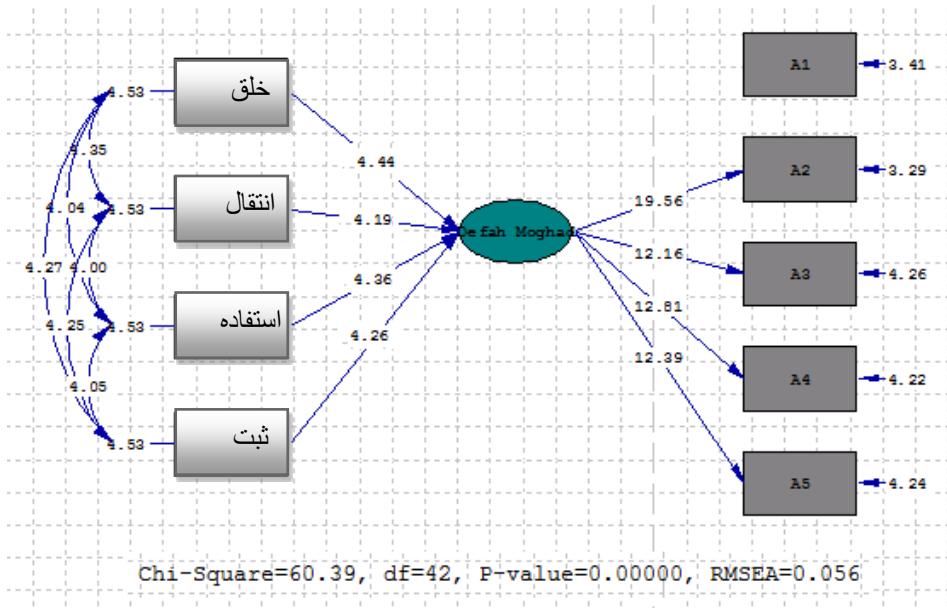 A1
3.41
4.53
خلق
4.35
4.44
A2
3.29
19.56
4.04
4.53
انتقال
4.19
Defah Moghad
12.16
4.27
4.00
4.36
A3
4.26
12.81
4.25
4.53
استفاده
4.26
12.39
4.05
A4
4.22
4.53
ثبت
A5
4.24
Chi-Square=60.39, df=42, P-value=0.00000, RMSEA=0.056